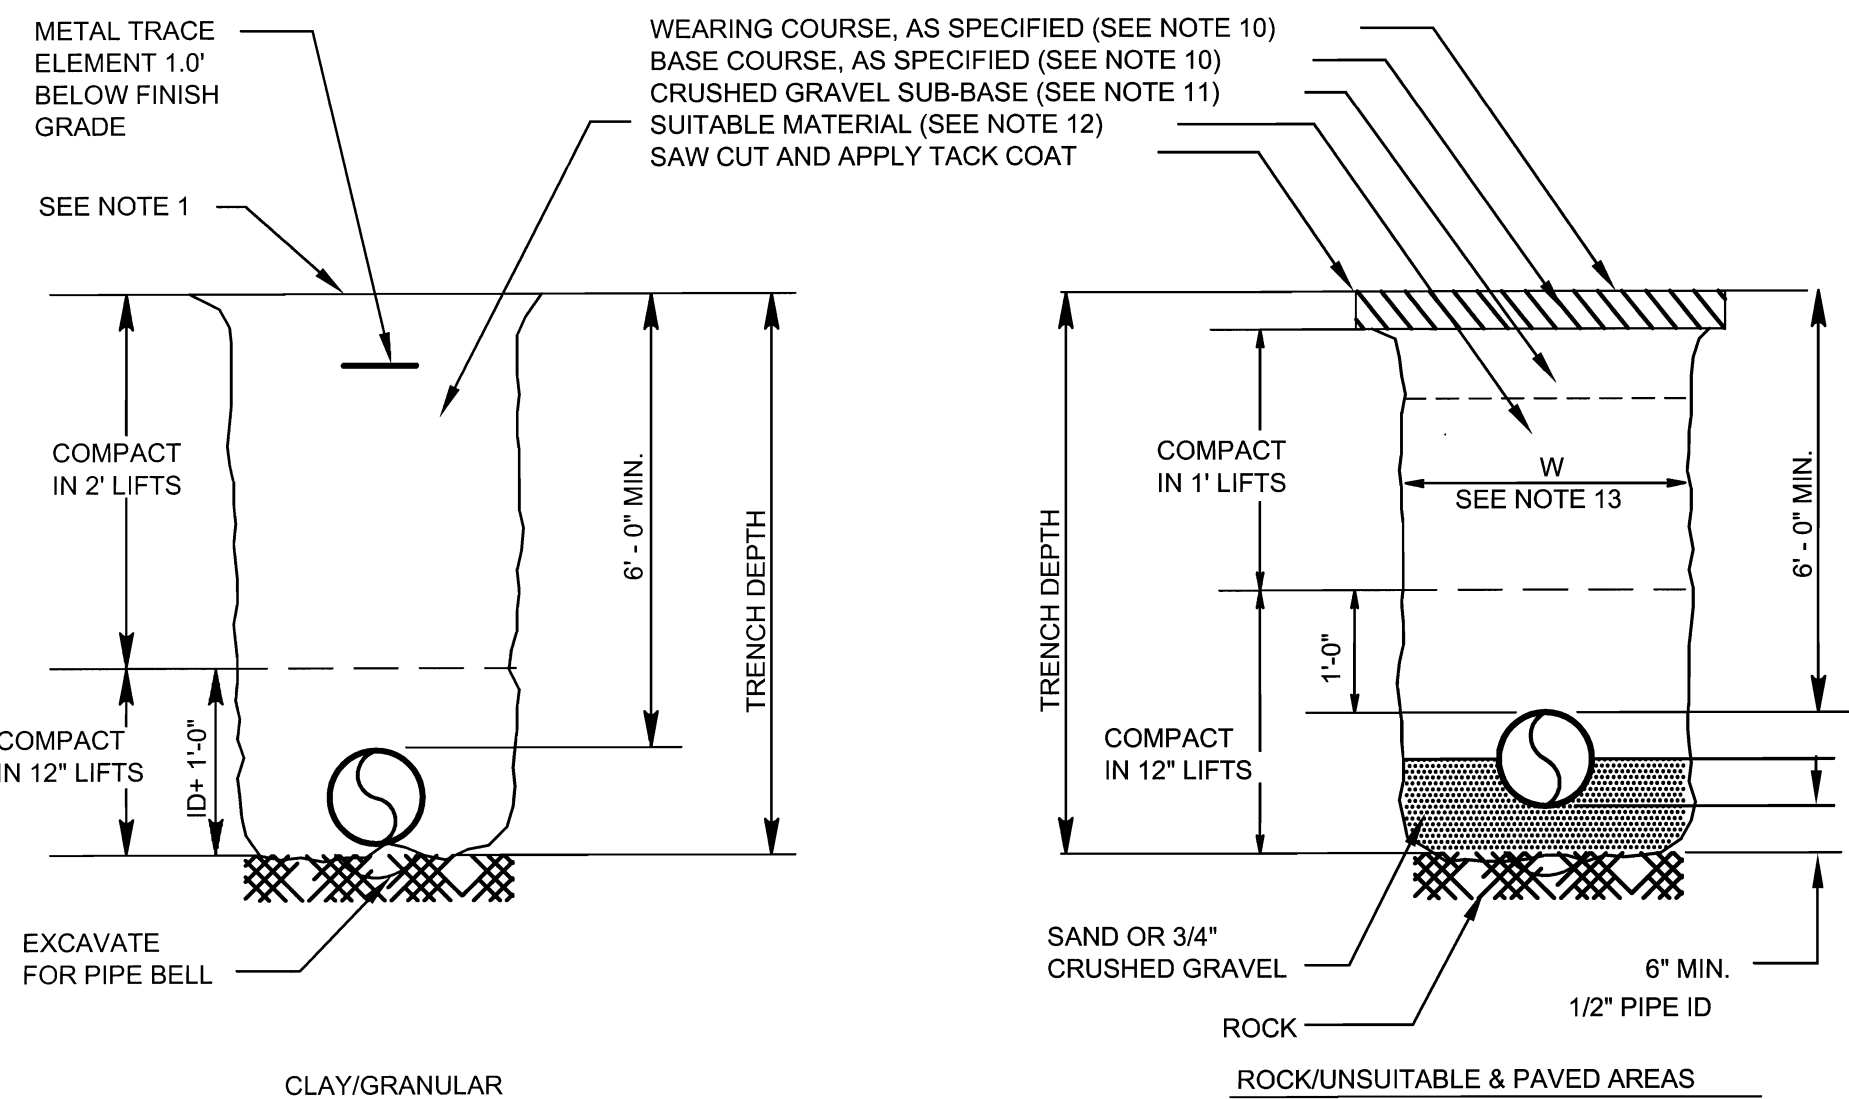 METAL TRACE
ELEMENT 1.0'
BELOW FINISH
GRADE
SEE NOTE 1
WEARING COURSE, AS SPECIFIED (SEE NOTE 10)
BASE COURSE, AS SPECIFIED (SEE NOTE 10)
CRUSHED GRAVEL SUB-BASE (SEE NOTE 11)
SUITABLE MATERIAL (SEE NOTE 12)
SAW CUT AND APPLY TACK COAT
COMPACT
IN 2' LIFTS
6' - 0" MIN.
TRENCH DEPTH
COMPACT
IN 12" LIFTS
ID+ 1'-0"
EXCAVATE
FOR PIPE BELL
CLAY/GRANULAR
TRENCH DEPTH
COMPACT
IN 1' LIFTS
W
SEE NOTE 13
6' - 0" MIN.
1'-0"
COMPACT
IN 12" LIFTS
SAND OR 3/4"
CRUSHED GRAVEL
6" MIN.
1/2" PIPE ID
ROCK
ROCK/UNSUITABLE & PAVED AREAS